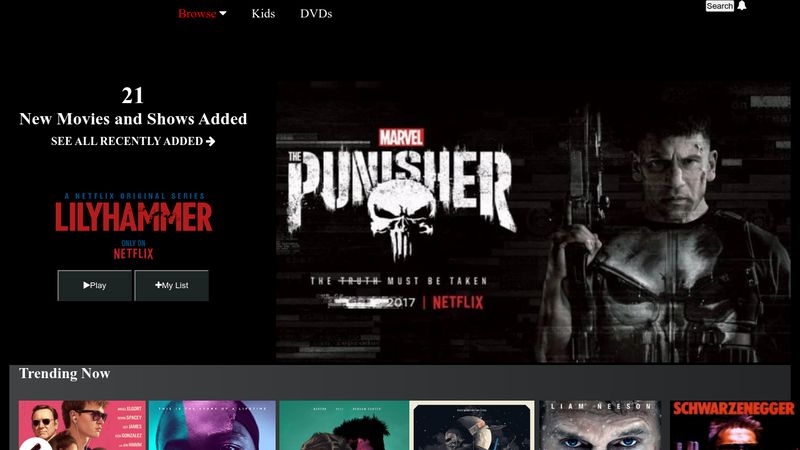 Browse
Kids
DVDs
Search
21
New Movies and Shows Added
SEE ALL RECENTLY ADDED
A NETFLIX ORIGINAL SERIES
LILYHAMMER
ONLY ON
NETFLIX
Play
My List
MARVEL
THE
PUNISHER
THE TRUTH MUST BE TAKEN
2017 | NETFLIX
Trending Now
ANSEL ELGORT
KEVIN SPACEY
LILY JAMES
EIZA GONZALEZ
JON HAMM
THIS IS THE STORY OF A LIFETIME
LIAM NEESON
SCHWARZENEGGER